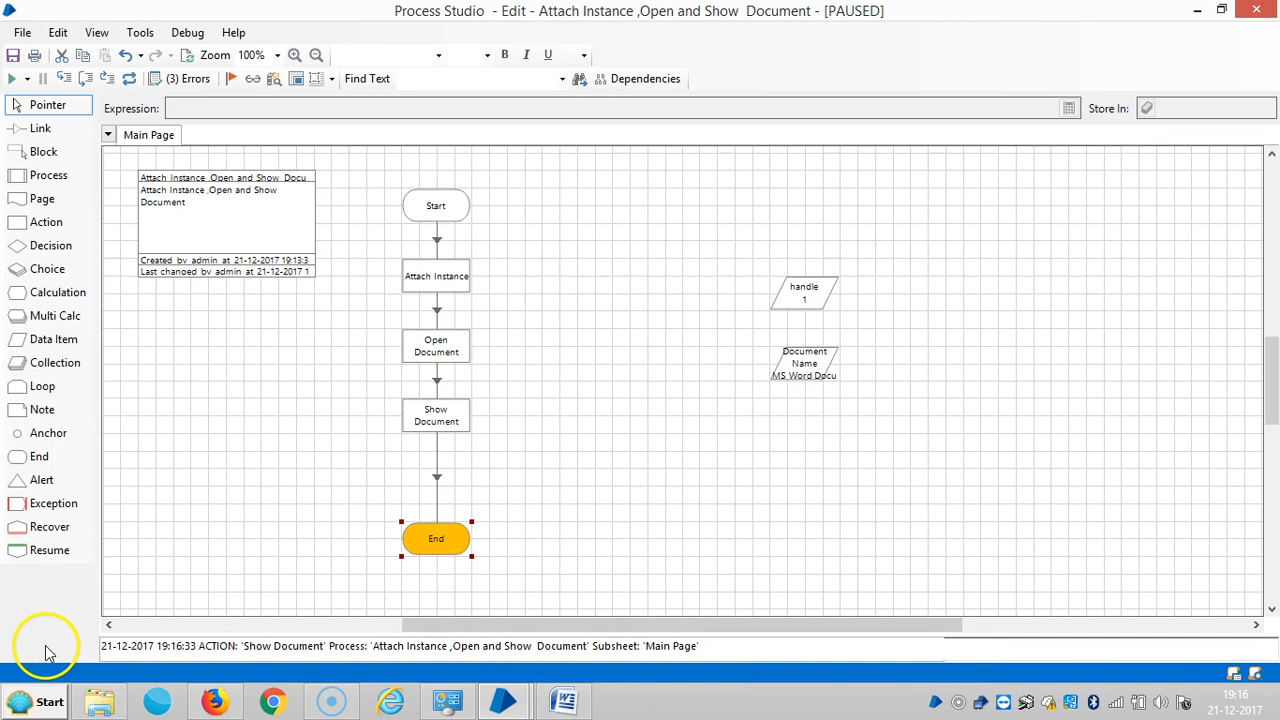 Process Studio - Edit - Attach Instance ,Open and Show Document - [PAUSED]
File Edit View Tools Debug Help
Zoom 100% B I U
(3) Errors Find Text Dependencies
Pointer
Expression: Store In:
Link
Main Page
Block
Process
Page
Action
Decision
Choice
Calculation
Multi Calc
Data Item
Collection
Loop
Note
Anchor
End
Alert
Exception
Recover
Resume
Attach Instance ,Open and Show Docu
Attach Instance ,Open and Show
Document
Created by admin at 21-12-2017 19:13:3
Last changed by admin at 21-12-2017 1
Start
Attach Instance
Open
Document
Show
Document
End
handle
1
Document
Name
MS Word Docu
21-12-2017 19:16:33 ACTION: 'Show Document' Process: 'Attach Instance ,Open and Show Document' Subsheet: 'Main Page'
Start
19:16
21-12-2017